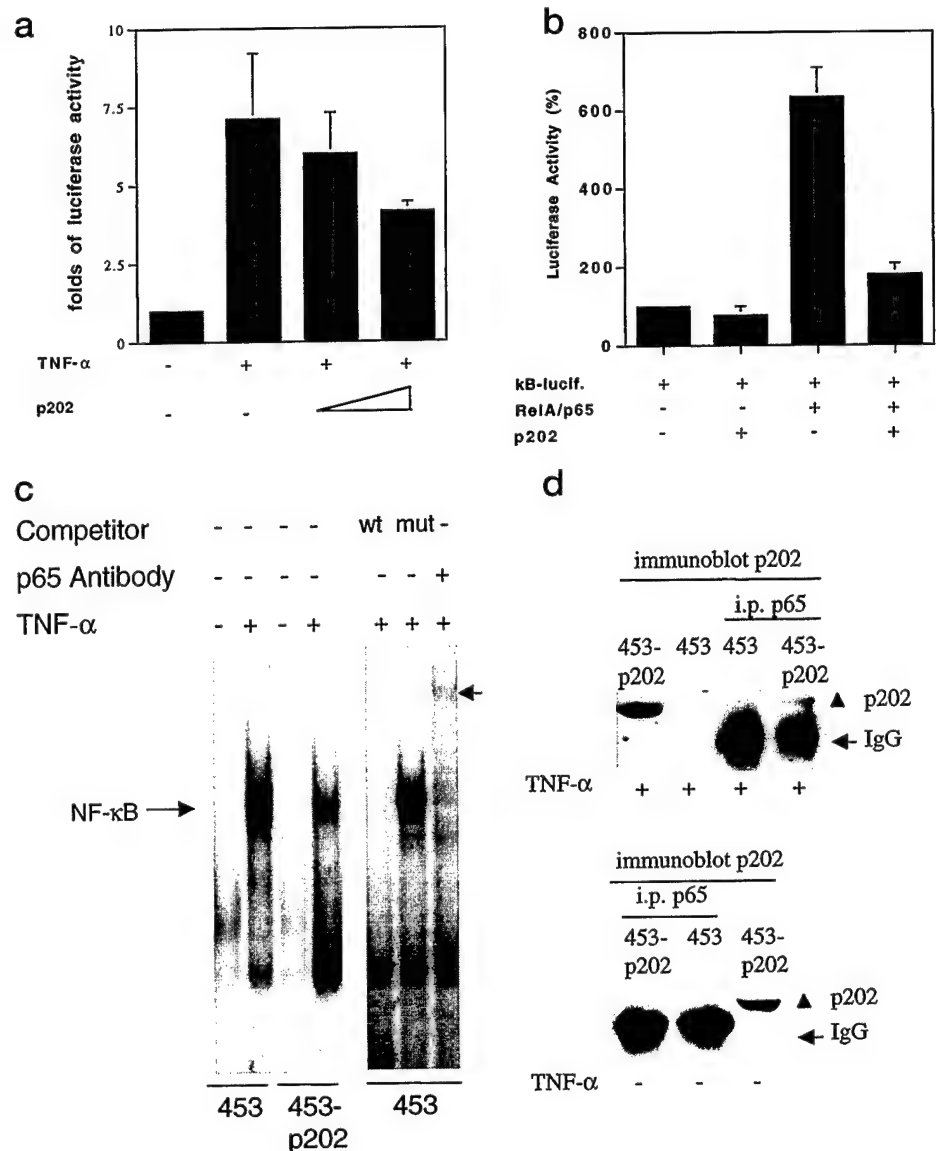 a
folds of luciferase activity
10
7.5
5
2.5
0
TNF-α - + + +
p202 - -
b
Luciferase Activity (%)
800
600
400
200
0
kB-lucif. + + + +
RelA/p65 - - + +
p202 - + - +
c
Competitor - - - - wt mut -
p65 Antibody - - - - - - +
TNF-α - + - + + + +
NF-κB
453 453- 453
p202
d
immunoblot p202
i.p. p65
453- 453 453 453-
p202 p202
p202
IgG
TNF-α + + + +
immunoblot p202
i.p. p65
453- 453 453-
p202 p202
p202
IgG
TNF-α - - -